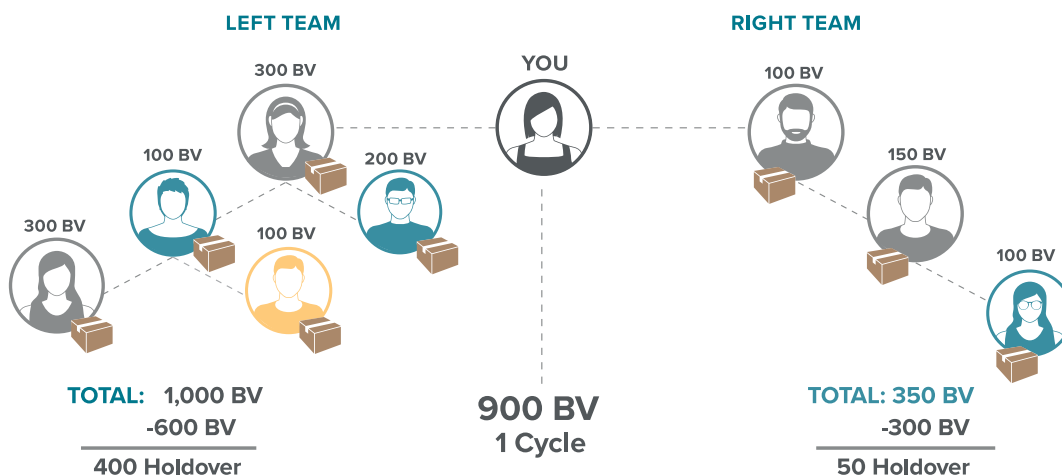 LEFT TEAM
RIGHT TEAM
YOU
300 BV
100 BV
100 BV
200 BV
150 BV
300 BV
100 BV
100 BV
TOTAL: 1,000 BV
-600 BV
400 Holdover
900 BV
1 Cycle
TOTAL: 350 BV
-300 BV
50 Holdover